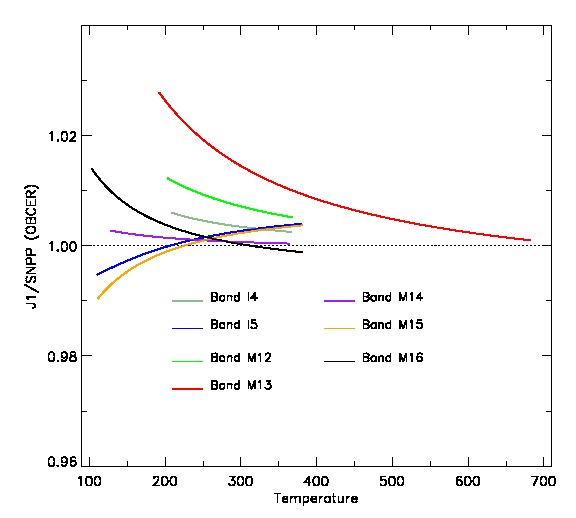 J1/SNPP (OBCER)
1.02
1.00
0.98
0.96
Band I4
Band I5
Band M12
Band M13
Band M14
Band M15
Band M16
100 200 300 400 500 600 700
Temperature